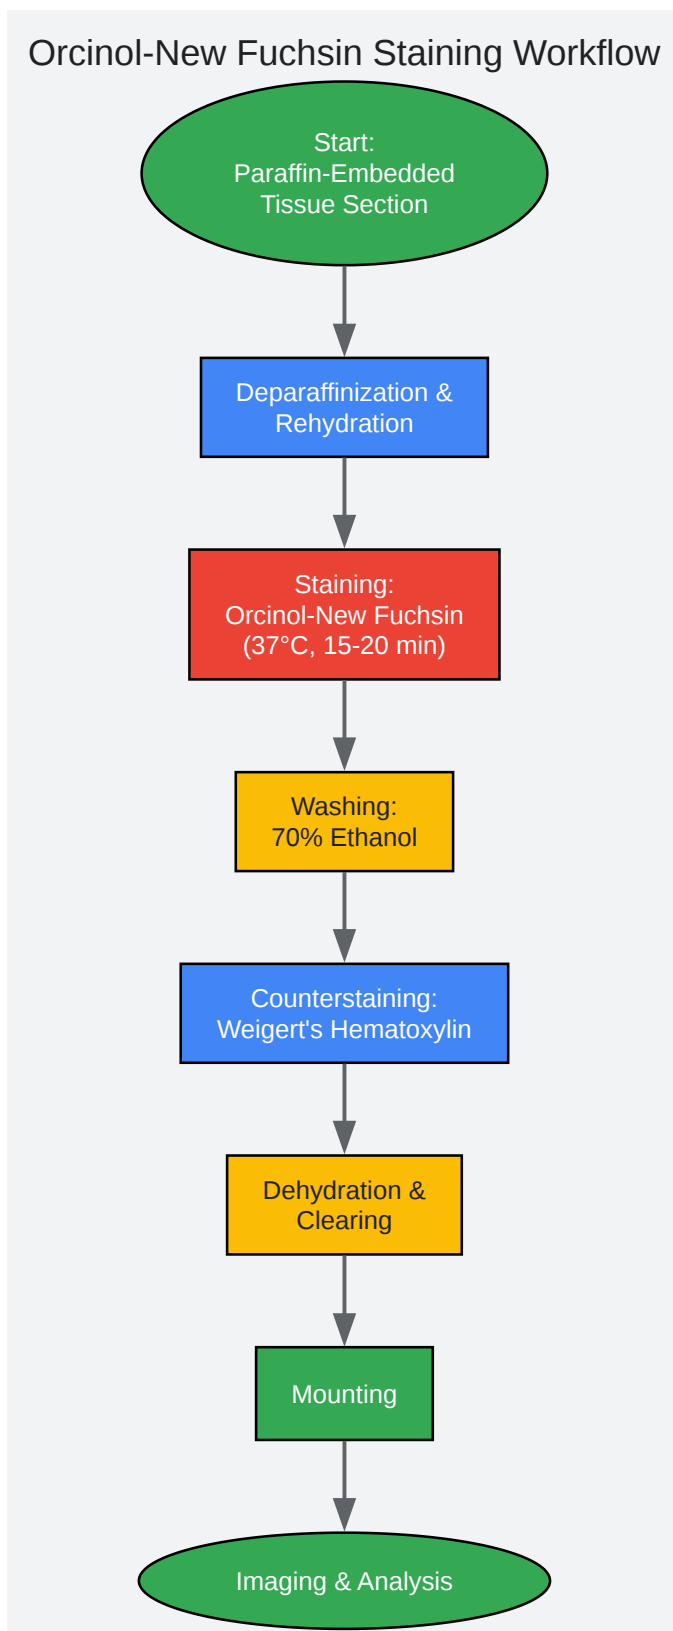 Orcinol-New Fuchsin Staining Workflow
Start:
Paraffin-Embedded
Tissue Section
Deparaffinization &
Rehydration
Staining:
Orcinol-New Fuchsin
(37°C, 15-20 min)
Washing:
70% Ethanol
Counterstaining:
Weigert's Hematoxylin
Dehydration &
Clearing
Mounting
Imaging & Analysis